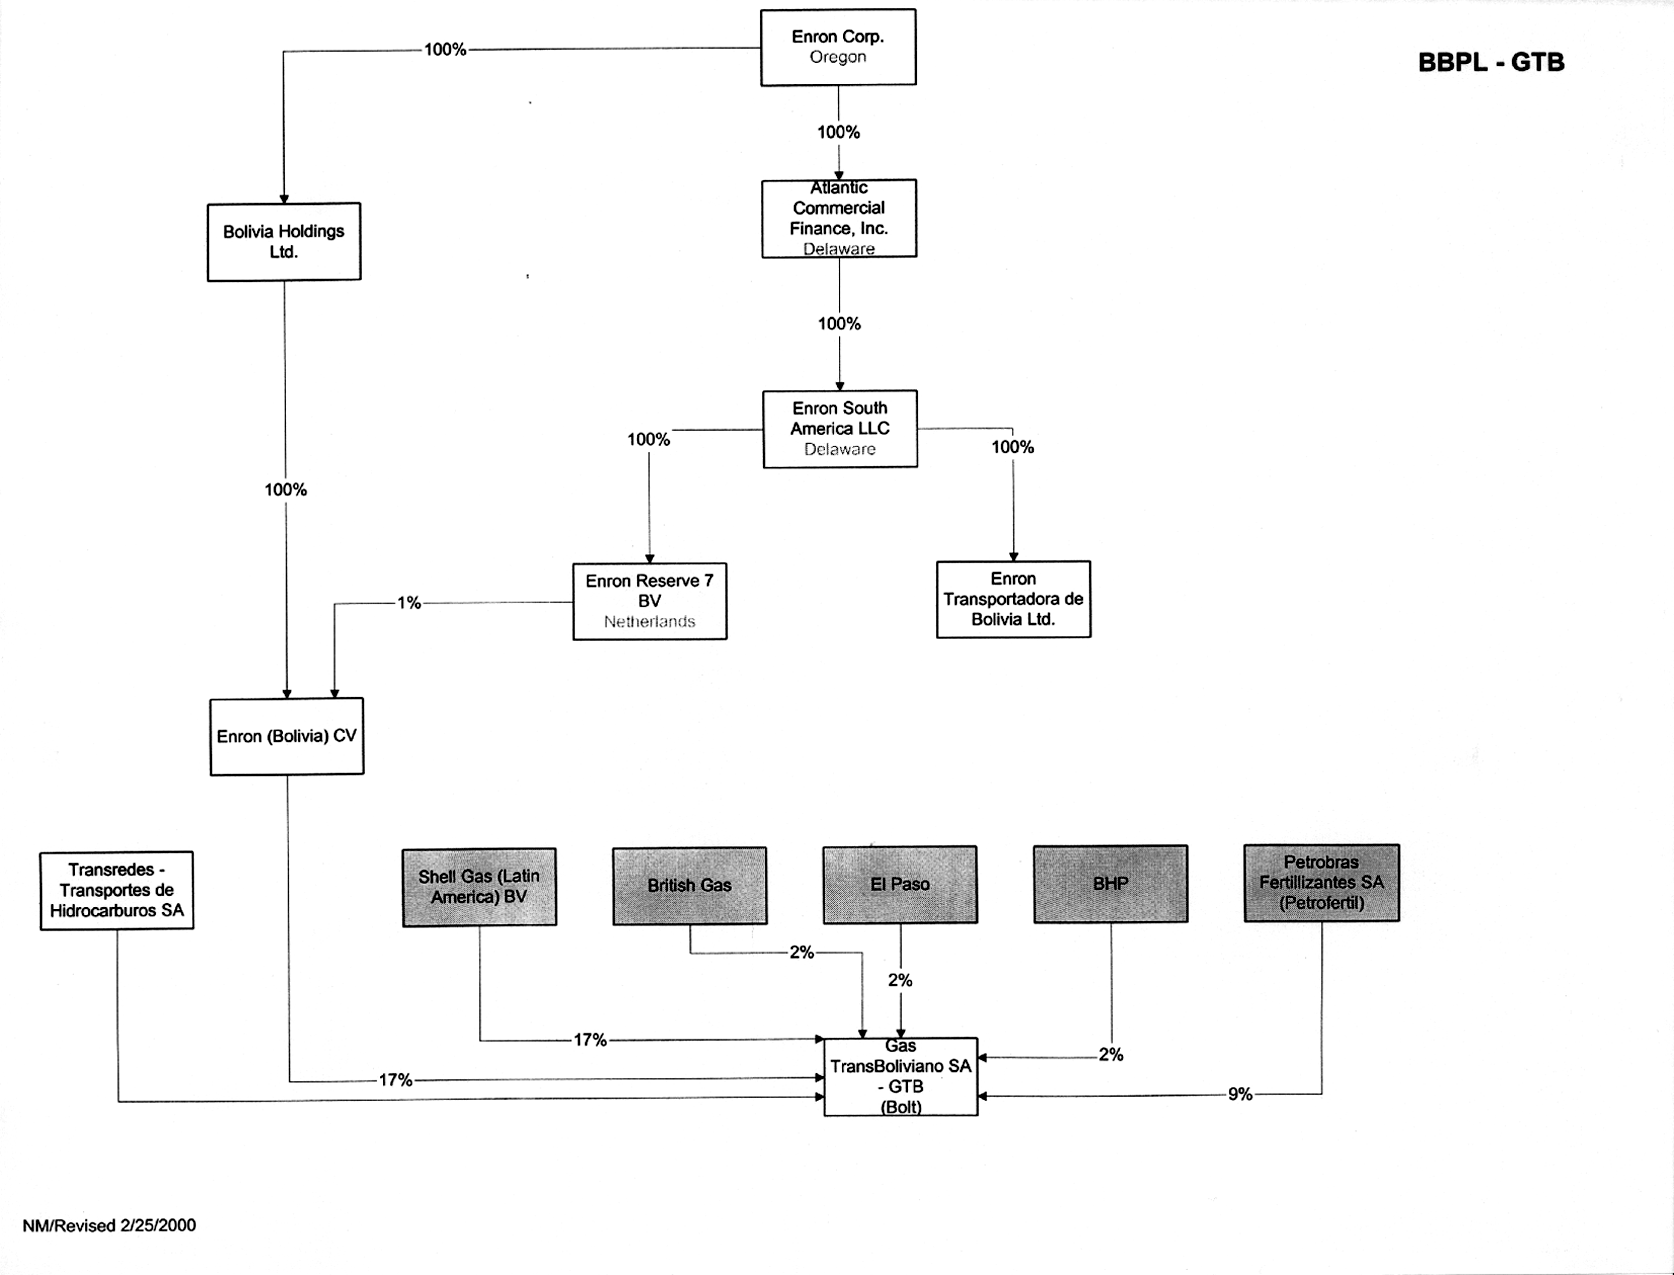 Enron Corp.
Oregon
BBPL - GTB
100%
100%
Atlantic
Commercial
Finance, Inc.
Delaware
Bolivia Holdings
Ltd.
100%
Enron South
America LLC
Delaware
100%
100%
100%
Enron Reserve 7
BV
Netherlands
Enron
Transportadora de
Bolivia Ltd.
1%
Enron (Bolivia) CV
Transredes -
Transportes de
Hidrocarburos SA
Shell Gas (Latin
America) BV
British Gas
El Paso
BHP
Petrobras
Fertillizantes SA
(Petrofertil)
2%
2%
17%
2%
17%
9%
Gas
TransBoliviano SA
- GTB
(Bolt)
NM/Revised 2/25/2000